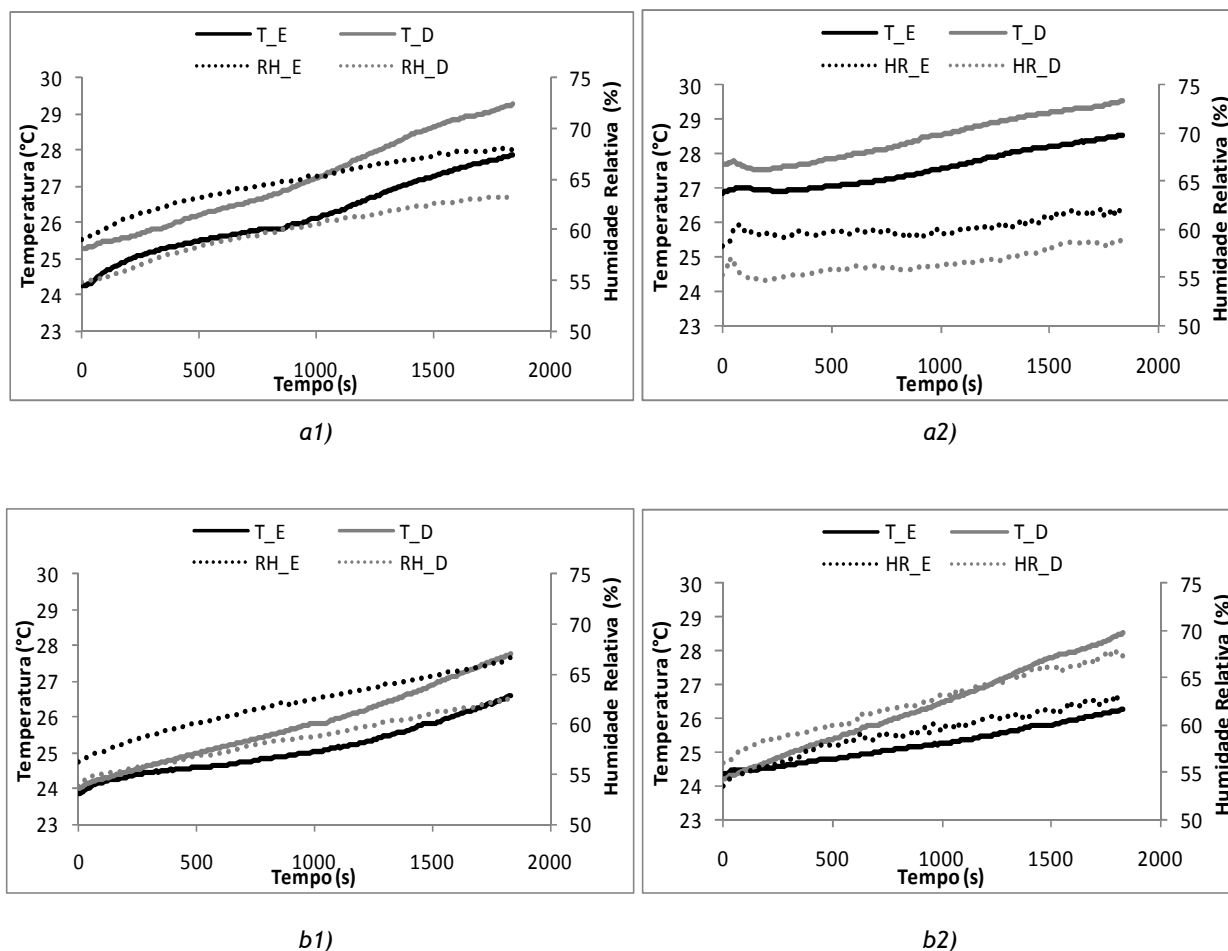 T_E T_D
RH_E RH_D
Temperatura (°C)
30
29
28
27
26
25
24
23
75
70
65
60
55
50
Humidade Relativa (%)
0 500 1000 1500 2000
Tempo (s)
a1)
T_E T_D
HR_E HR_D
Temperatura (°C)
30
29
28
27
26
25
24
23
75
70
65
60
55
50
Humidade Relativa (%)
0 500 1000 1500 2000
Tempo (s)
a2)
T_E T_D
RH_E RH_D
Temperatura (°C)
30
29
28
27
26
25
24
23
75
70
65
60
55
50
Humidade Relativa (%)
0 500 1000 1500 2000
Tempo (s)
b1)
T_E T_D
HR_E HR_D
Temperatura (°C)
30
29
28
27
26
25
24
23
75
70
65
60
55
50
Humidade Relativa (%)
0 500 1000 1500 2000
Tempo (s)
b2)